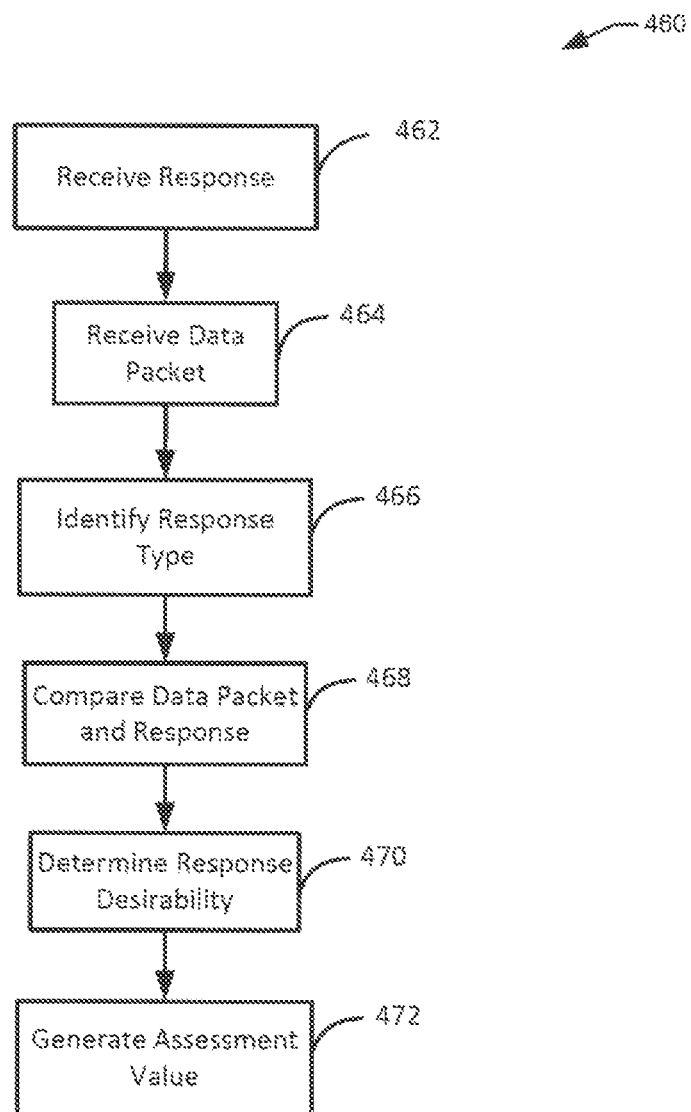 460
Receive Response
462
Receive Data
Packet
464
Identify Response
Type
466
Compare Data Packet
and Response
468
Determine Response
Desirability
470
Generate Assessment
Value
472